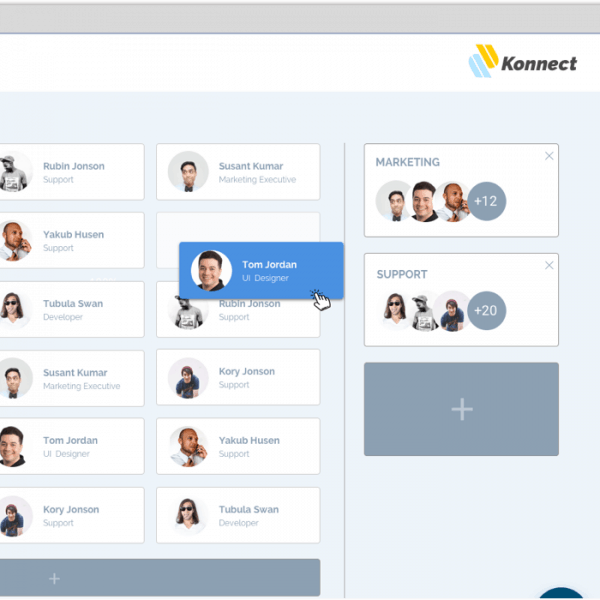 Konnect
Rubin Jonson
Support
Susant Kumar
Marketing Executive
Yakub Husen
Support
Tom Jordan
UI Designer
Tubula Swan
Developer
Rubin Jonson
Support
Susant Kumar
Marketing Executive
Kory Jonson
Support
Tom Jordan
UI Designer
Yakub Husen
Support
Kory Jonson
Support
Tubula Swan
Developer
+
MARKETING
+12
SUPPORT
+20
+